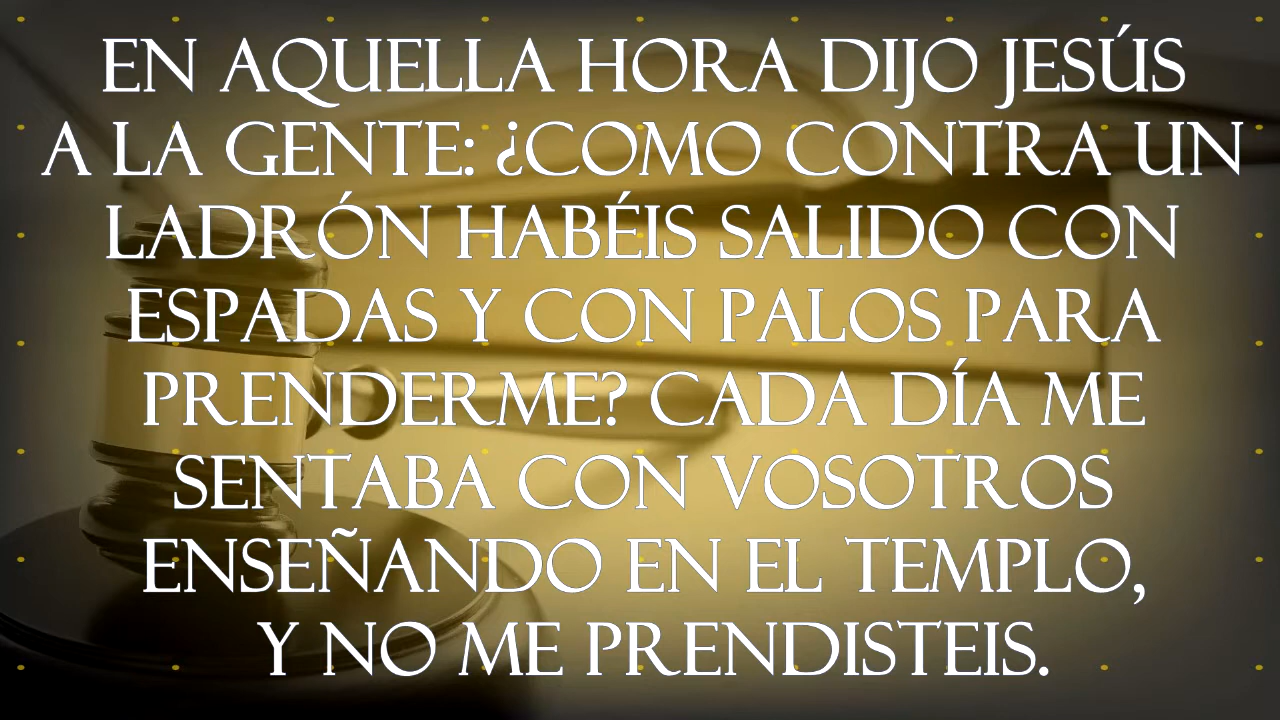 EN AQUELLA HORA DIJO JESÚS
A LA GENTE: ¿COMO CONTRA UN
LADRÓN HABÉIS SALIDO CON
ESPADAS Y CON PALOS PARA
PRENDERME? CADA DÍA ME
SENTABA CON VOSOTROS
ENSEÑANDO EN EL TEMPLO,
Y NO ME PRENDISTEIS.